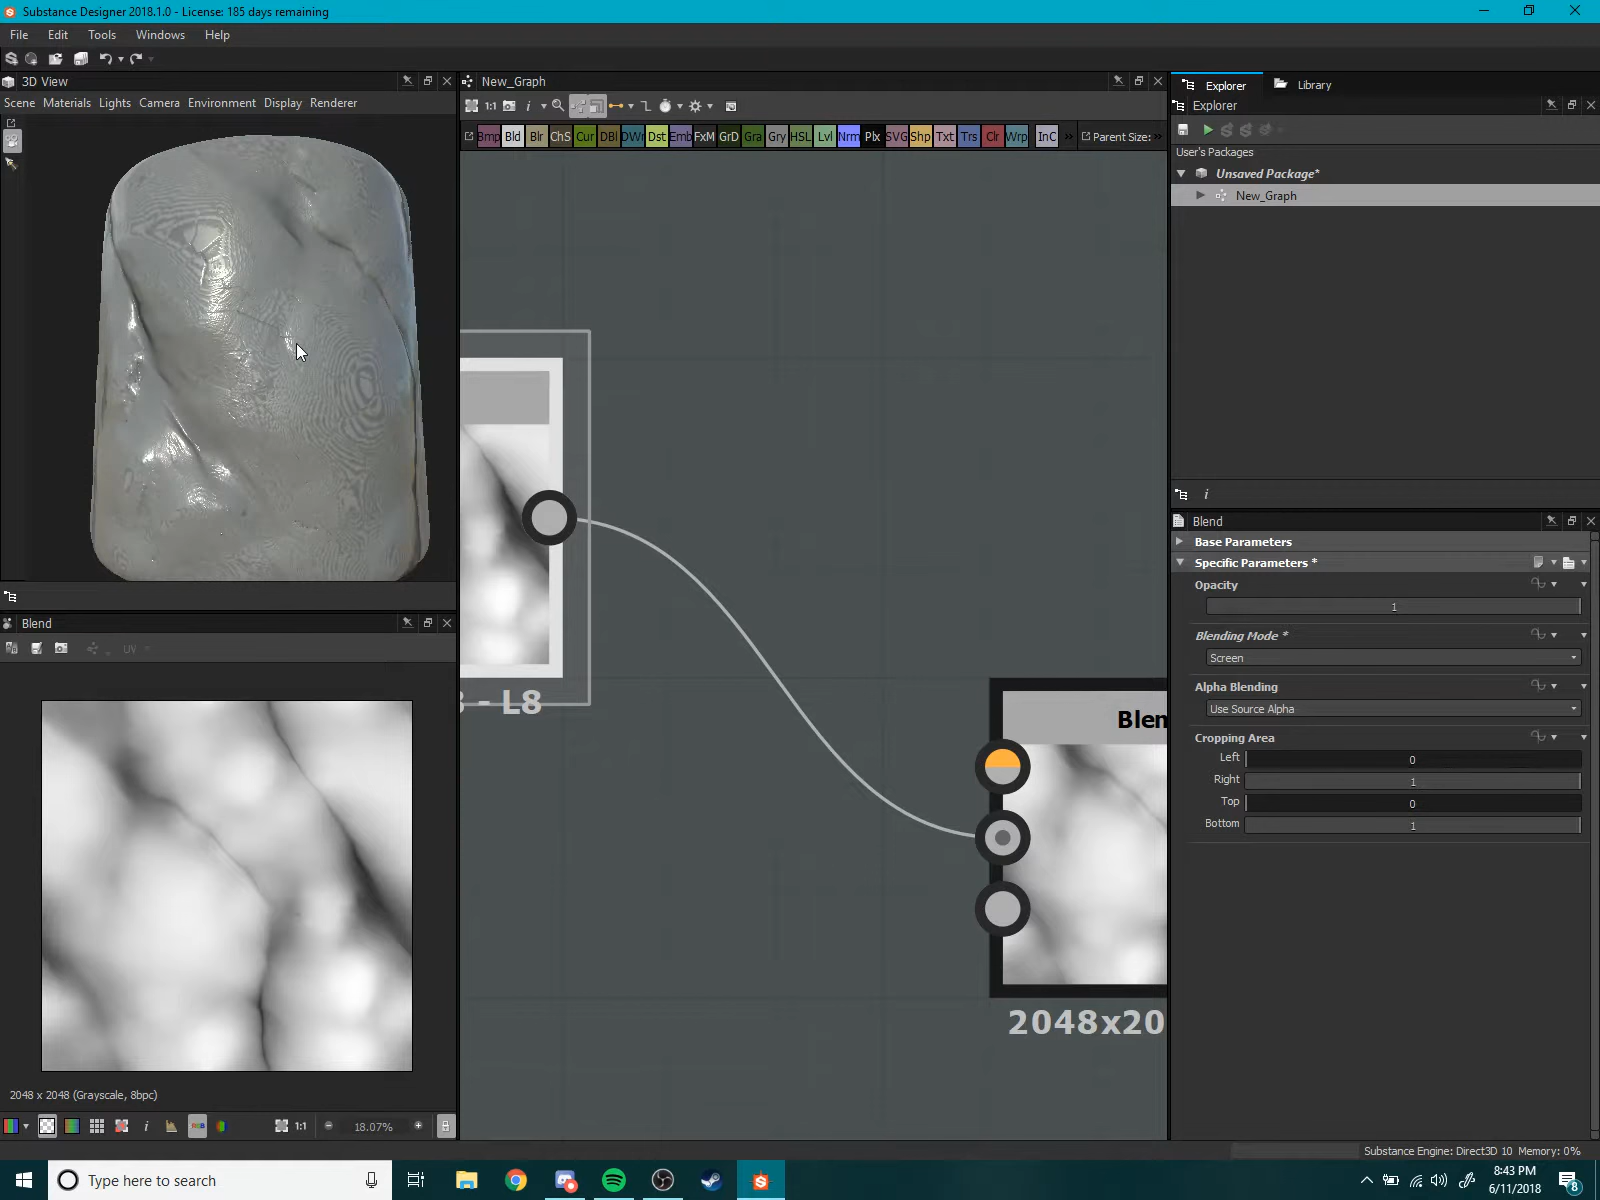 Substance Designer 2018.1.0 - License: 185 days remaining
File Edit Tools Windows Help
3D View
Scene Materials Lights Camera Environment Display Renderer
New_Graph
1:1 i
Bmp Bld Blr ChS Cur DBl DWr Dst Emb FxM GrD Gra Gry HSL Lvl Nrm Plx SVG Shp Txt Trs Clr Wrp InC » Parent Size: »
- L8
Blen
2048x20
Explorer Library
Explorer
User's Packages
Unsaved Package*
New_Graph
i
Blend
Base Parameters
Specific Parameters *
Opacity
1
Blending Mode *
Screen
Alpha Blending
Use Source Alpha
Cropping Area
Left 0
Right 1
Top 0
Bottom 1
Blend
UV
2048 x 2048 (Grayscale, 8bpc)
RGB i 1:1 18.07%
Substance Engine: Direct3D 10 Memory: 0%
Type here to search
8:43 PM
6/11/2018
8